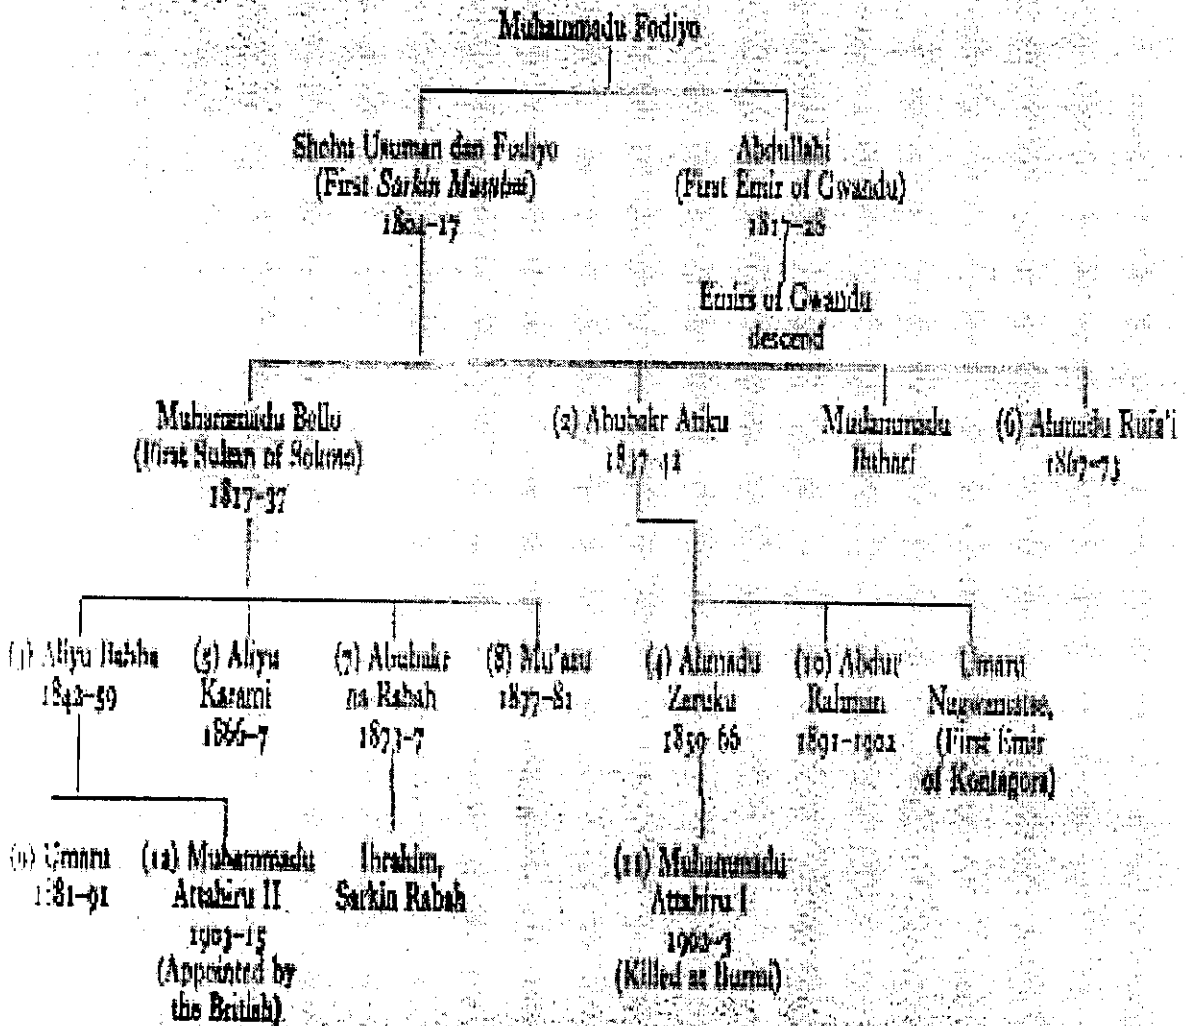 Muhammadu Fodiyo
Shehu Usuman dan Fodiyo
(First Sarkin Musulmi)
1804-17
Abdullahi
(First Emir of Gwandu)
1817-28
Emirs of Gwandu
descend
Muhammadu Bello
(First Sultan of Sokoto)
1817-37
(2) Abubakr Atiku
1837-42
Muhammadu
Buhari
(6) Ahmadu Rufa'i
1867-73
(3) Aliyu Babba
1842-59
(5) Aliyu
Karami
1866-7
(7) Abubakr
na Rabah
1873-7
(8) Mu'azu
1877-81
(4) Ahmadu
Zaruku
1859-66
(10) Abdur
Rahman
1891-1902
Umaru
Nagwamatse,
(First Emir
of Kontagora)
(9) Umaru
1881-91
(12) Muhammadu
Attahiru II
1903-15
(Appointed by
the British)
Ibrahim,
Sarkin Rabah
(11) Muhammadu
Attahiru I
1902-3
(Killed at Burmi)